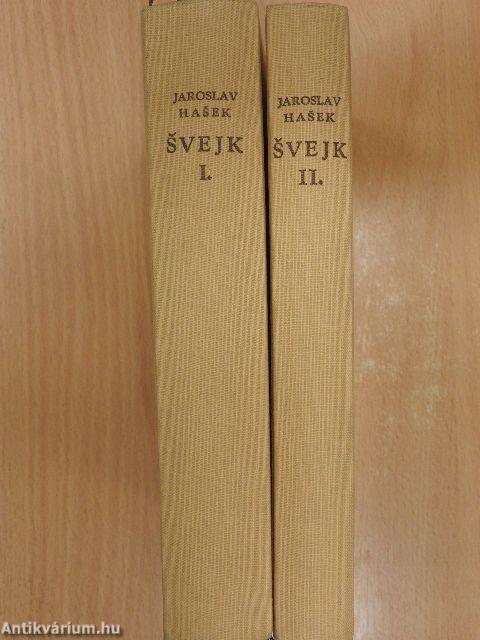 JAROSLAV
HAŠEK
ŠVEJK
I.
JAROSLAV
HAŠEK
ŠVEJK
II.
Antikvárium.hu